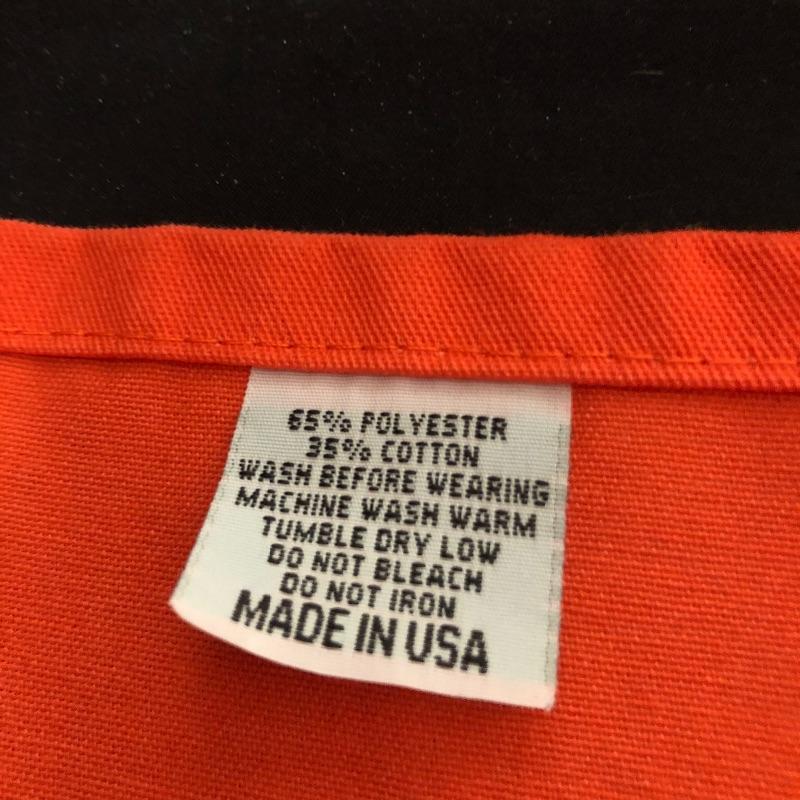 65% POLYESTER
35% COTTON
WASH BEFORE WEARING
MACHINE WASH WARM
TUMBLE DRY LOW
DO NOT BLEACH
DO NOT IRON
MADE IN USA